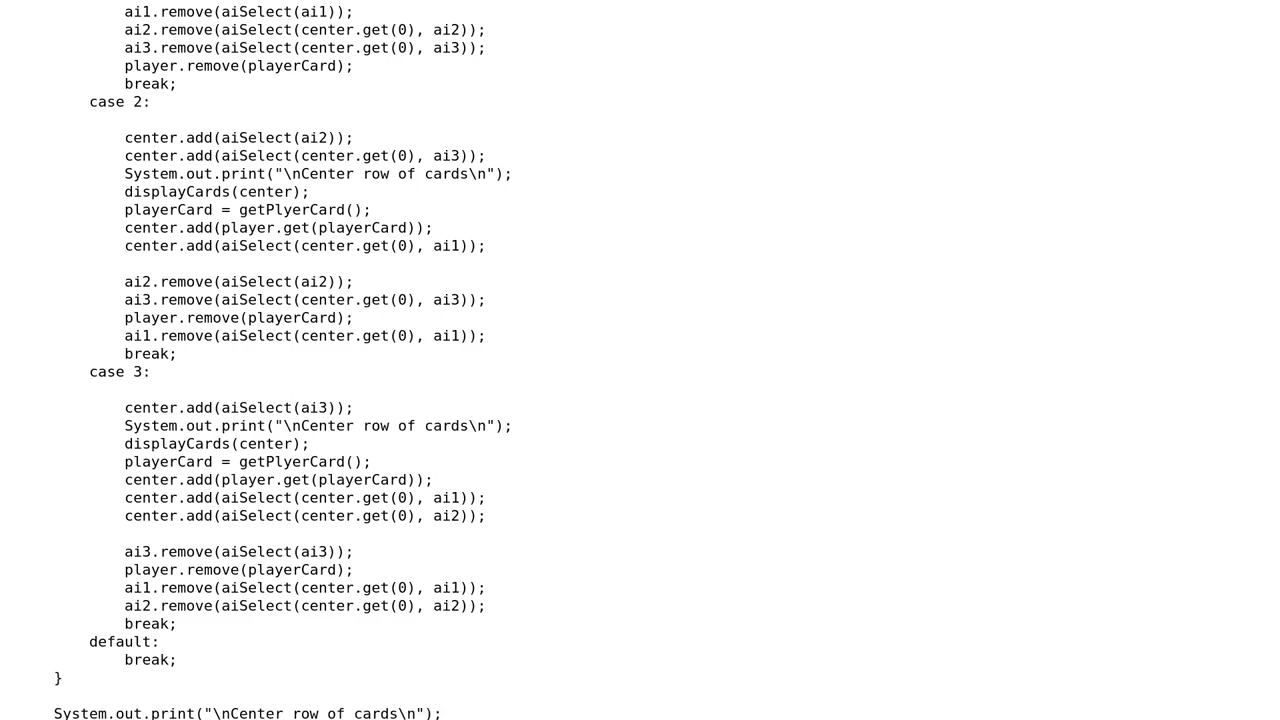 ai1.remove(aiSelect(ai1));
ai2.remove(aiSelect(center.get(0), ai2));
ai3.remove(aiSelect(center.get(0), ai3));
player.remove(playerCard);
break;
case 2:
center.add(aiSelect(ai2));
center.add(aiSelect(center.get(0), ai3));
System.out.print("\nCenter row of cards\n");
displayCards(center);
playerCard = getPlyerCard();
center.add(player.get(playerCard));
center.add(aiSelect(center.get(0), ai1));
ai2.remove(aiSelect(ai2));
ai3.remove(aiSelect(center.get(0), ai3));
player.remove(playerCard);
ai1.remove(aiSelect(center.get(0), ai1));
break;
case 3:
center.add(aiSelect(ai3));
System.out.print("\nCenter row of cards\n");
displayCards(center);
playerCard = getPlyerCard();
center.add(player.get(playerCard));
center.add(aiSelect(center.get(0), ai1));
center.add(aiSelect(center.get(0), ai2));
ai3.remove(aiSelect(ai3));
player.remove(playerCard);
ai1.remove(aiSelect(center.get(0), ai1));
ai2.remove(aiSelect(center.get(0), ai2));
break;
default:
break;
}
System.out.print("\nCenter row of cards\n");